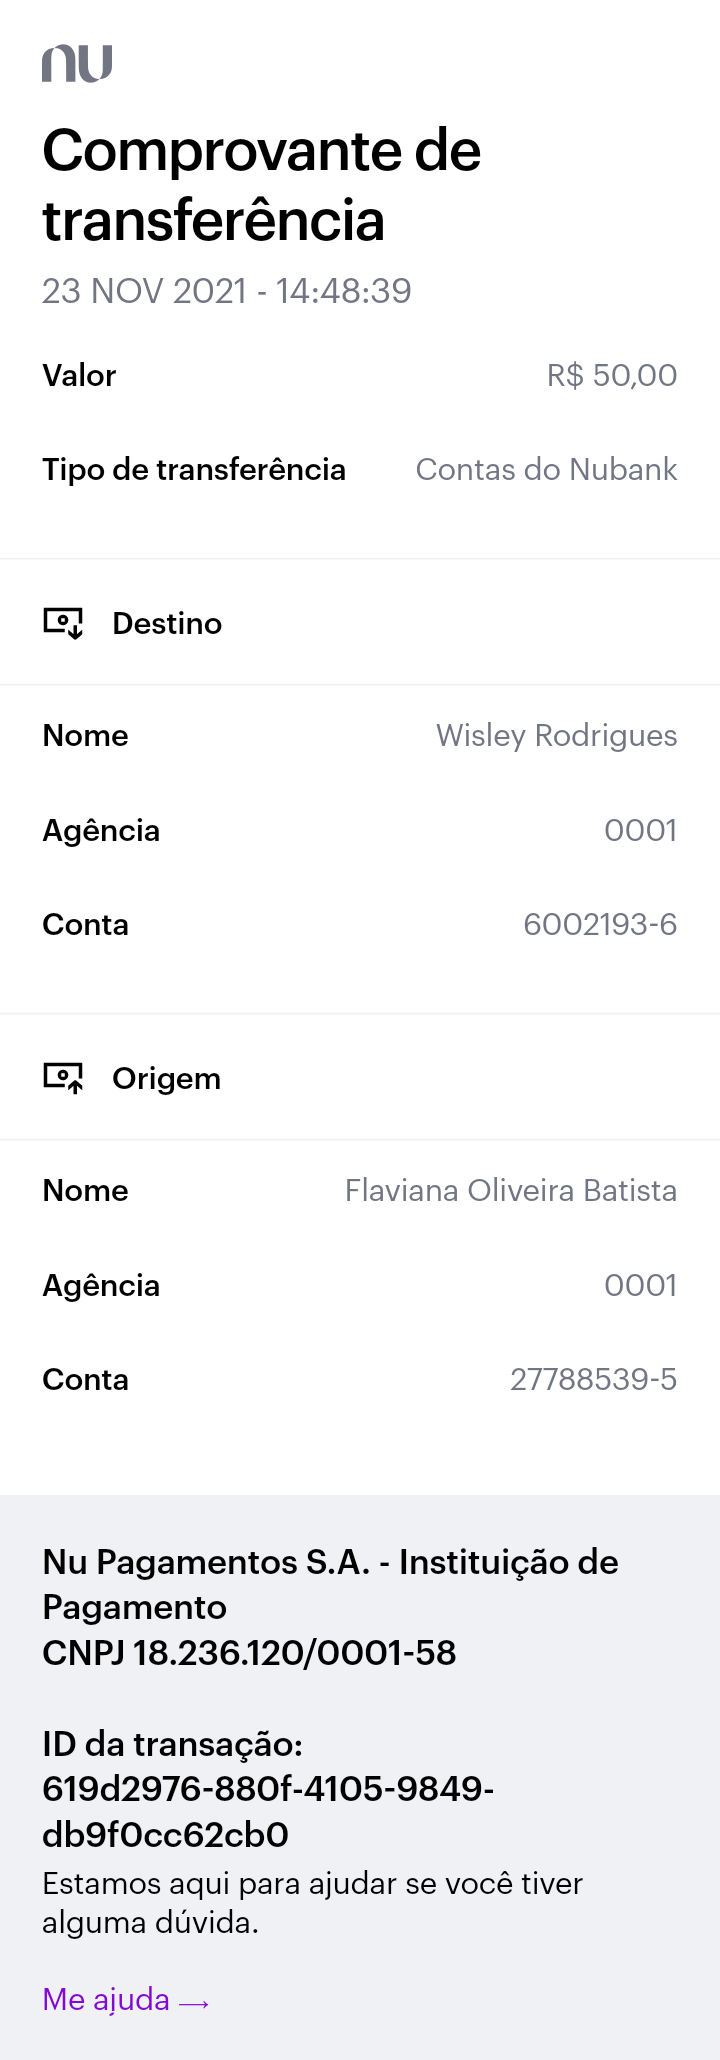 nu
Comprovante de
transferência
23 NOV 2021 - 14:48:39
Valor R$ 50,00
Tipo de transferência Contas do Nubank
Destino
Nome Wisley Rodrigues
Agência 0001
Conta 6002193-6
Origem
Nome Flaviana Oliveira Batista
Agência 0001
Conta 27788539-5
Nu Pagamentos S.A. - Instituição de
Pagamento
CNPJ 18.236.120/0001-58
ID da transação:
619d2976-880f-4105-9849-
db9f0cc62cb0
Estamos aqui para ajudar se você tiver
alguma dúvida.
Me ajuda →